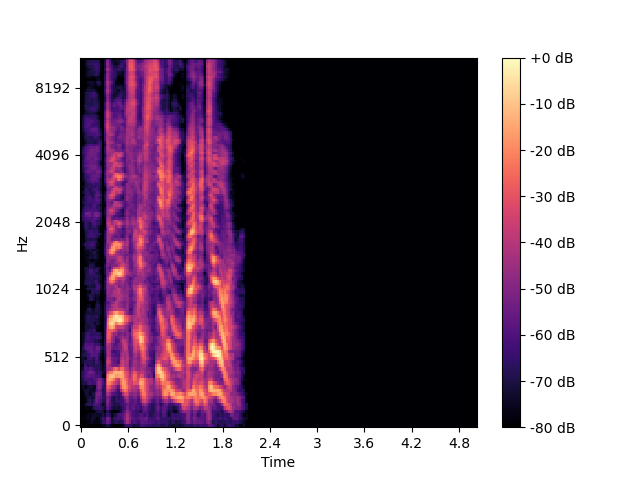 +0 dB
8192
-10 dB
4096
-20 dB
-30 dB
2048
Hz
-40 dB
1024
-50 dB
-60 dB
512
-70 dB
0
-80 dB
0 0.6 1.2 1.8 2.4 3 3.6 4.2 4.8
Time